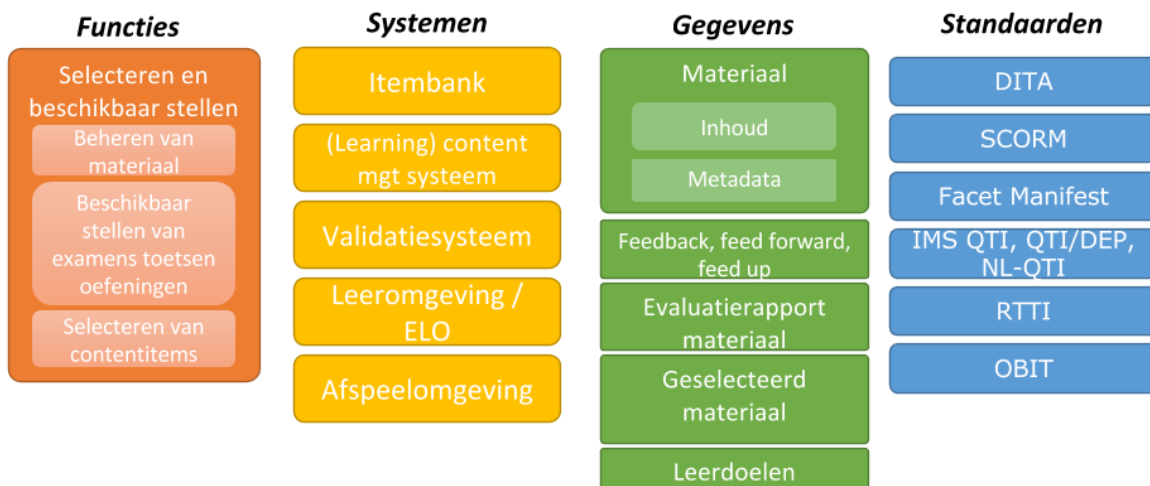 Functies
Selecteren en
beschikbaar stellen
Beheren van
materiaal
Beschikbaar
stellen van
examens toetsen
oefeningen
Selecteren van
contentitems
Systemen
Itembank
(Learning) content
mgt systeem
Validatiesysteem
Leeromgeving /
ELO
Afspeelomgeving
Gegevens
Materiaal
Inhoud
Metadata
Feedback, feed forward,
feed up
Evaluatierapport
materiaal
Geselecteerd
materiaal
Leerdoelen
Standaarden
DITA
SCORM
Facet Manifest
IMS QTI, QTI/DEP,
NL-QTI
RTTI
OBIT